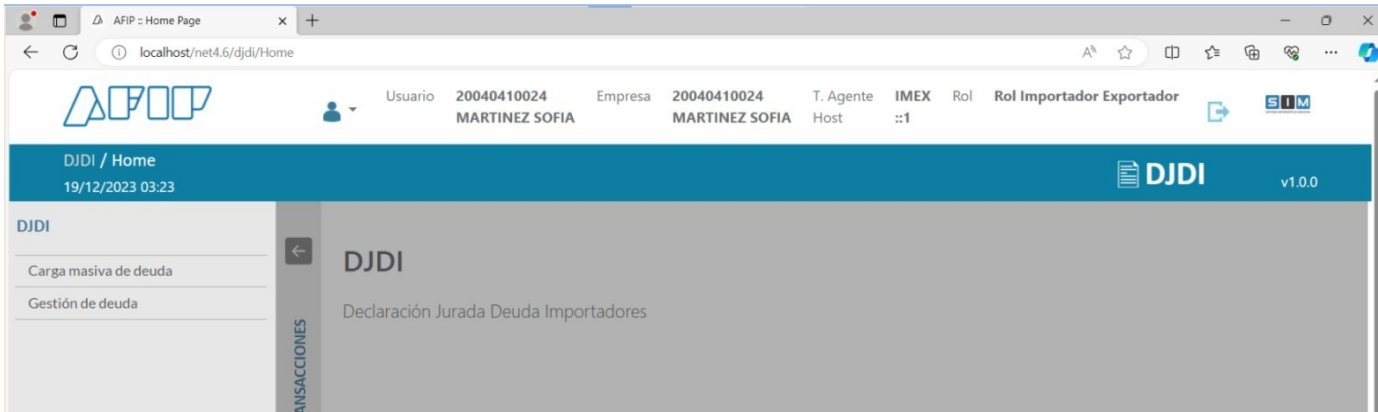 AFIP :: Home Page
localhost/net4.6/djdi/Home
AFIP
Usuario 20040410024 Empresa 20040410024 T. Agente IMEX Rol Rol Importador Exportador
MARTINEZ SOFIA MARTINEZ SOFIA Host ::1
SIM
DJDI / Home
19/12/2023 03:23
DJDI
v1.0.0
DJDI
Carga masiva de deuda
Gestión de deuda
ANSACCIONES
DJDI
Declaración Jurada Deuda Importadores